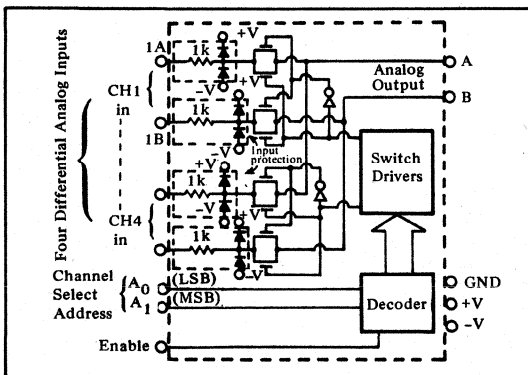 Four Differential Analog Inputs
1A
1k
+V
-V
CH1
in
1B
1k
-V
Input
protection
+V
1k
-V
+V
CH4
in
1k
-V
Analog
Output
A
B
Switch
Drivers
Channel
Select
Address
A0 (LSB)
A1 (MSB)
Enable
Decoder
GND
+V
-V